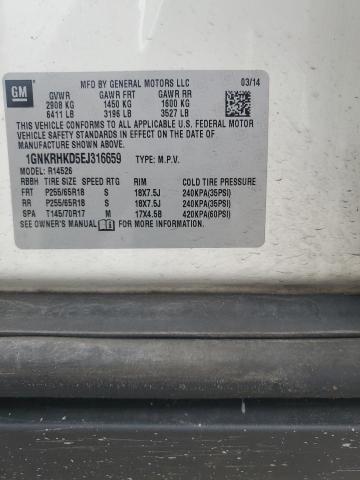 MFD BY GENERAL MOTORS LLC 03/14
GM GVWR GAWR FRT GAWR RR
2908 KG 1450 KG 1600 KG
6411 LB 3196 LB 3527 LB
THIS VEHICLE CONFORMS TO ALL APPLICABLE U.S. FEDERAL MOTOR
VEHICLE SAFETY STANDARDS IN EFFECT ON THE DATE OF
MANUFACTURE SHOWN ABOVE.
1GNKRHKD5EJ316659 TYPE: M.P.V.
MODEL: R14526
RBBH TIRE SIZE SPEED RTG RIM COLD TIRE PRESSURE
FRT P255/65R18 S 18X7.5J 240KPA(35PSI)
RR P255/65R18 S 18X7.5J 240KPA(35PSI)
SPA T145/70R17 M 17X4.5B 420KPA(60PSI)
SEE OWNER'S MANUAL FOR MORE INFORMATION